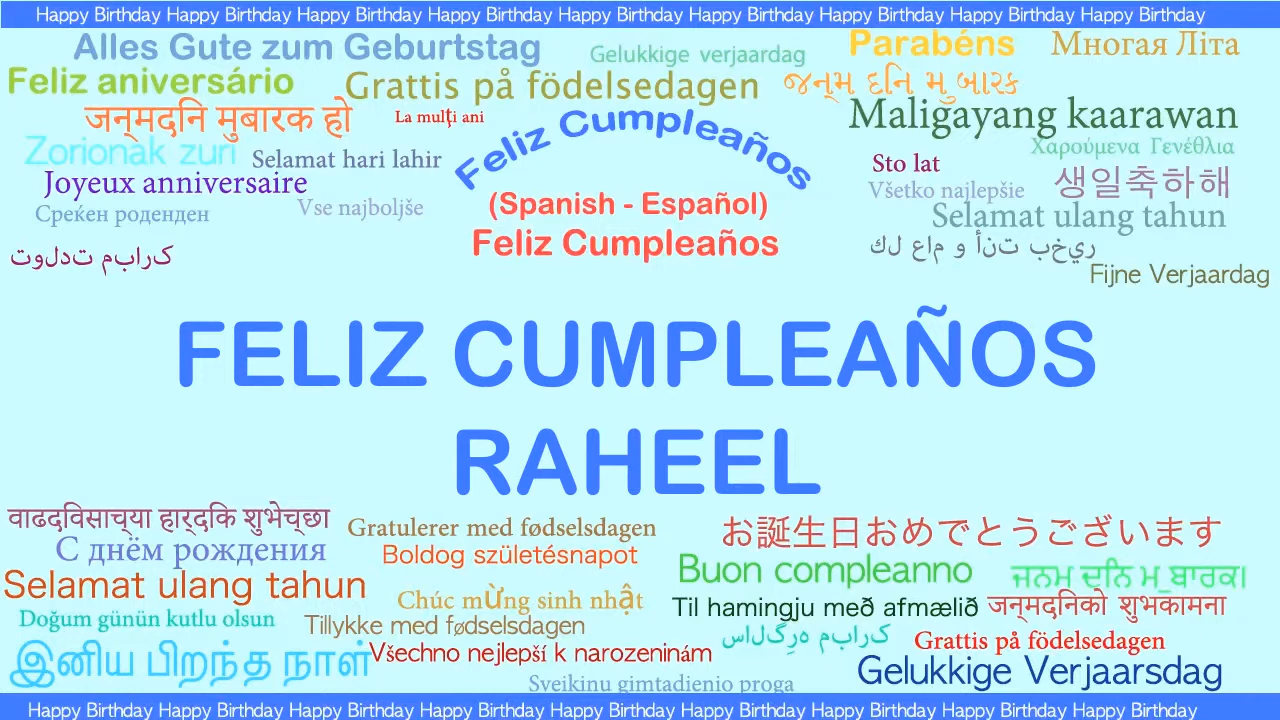 Happy Birthday Happy Birthday Happy Birthday Happy Birthday Happy Birthday Happy Birthday Happy Birthday Happy Birthday Happy Birthday
Alles Gute zum Geburtstag
Gelukkige verjaardag
Parabéns
Многая Літа
Feliz aniversário
Grattis på födelsedagen
જન્મ દિન મુબારક
जन्मदिन मुबारक हो
La mulţi ani
Feliz Cumpleaños
Maligayang kaarawan
Zorionak zuri
Selamat hari lahir
Sto lat
Χαρούμενα Γενέθλια
Joyeux anniversaire
(Spanish - Español)
Všetko najlepšie
생일축하해
Среќен роденден
Vse najboljše
Selamat ulang tahun
Feliz Cumpleaños
تولدت مبارک
كل عام و أنت بخير
Fijne Verjaardag
FELIZ CUMPLEAÑOS
RAHEEL
वाढदिवसाच्या हार्दिक शुभेच्छा
Gratulerer med fødselsdagen
お誕生日おめでとうございます
С днём рождения
Boldog születésnapot
Buon compleanno
ਜਨਮ ਦਿਨ ਮੁਬਾਰਕ।
Selamat ulang tahun
Chúc mừng sinh nhật
Til hamingju með afmælið
जन्मदिनको शुभकामना
Doğum günün kutlu olsun
Tillykke med fødselsdagen
سالگرہ مبارک
Grattis på födelsedagen
இனிய பிறந்த நாள்
Všechno nejlepší k narozeninám
Gelukkige Verjaarsdag
Sveikinu gimtadienio proga
Happy Birthday Happy Birthday Happy Birthday Happy Birthday Happy Birthday Happy Birthday Happy Birthday Happy Birthday Happy Birthday